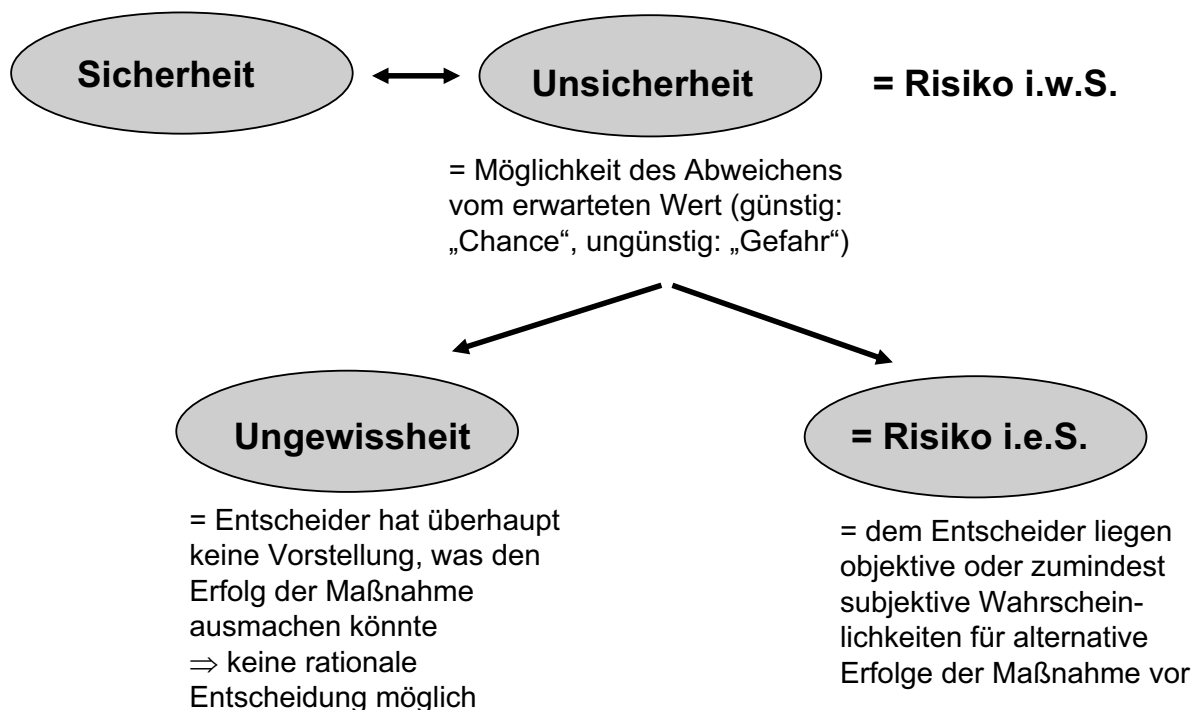 Sicherheit
Unsicherheit
= Risiko i.w.S.
= Möglichkeit des Abweichens
vom erwarteten Wert (günstig:
„Chance“, ungünstig: „Gefahr“)
Ungewissheit
= Entscheider hat überhaupt
keine Vorstellung, was den
Erfolg der Maßnahme
ausmachen könnte
⇒ keine rationale
Entscheidung möglich
= Risiko i.e.S.
= dem Entscheider liegen
objektive oder zumindest
subjektive Wahrschein-
lichkeiten für alternative
Erfolge der Maßnahme vor